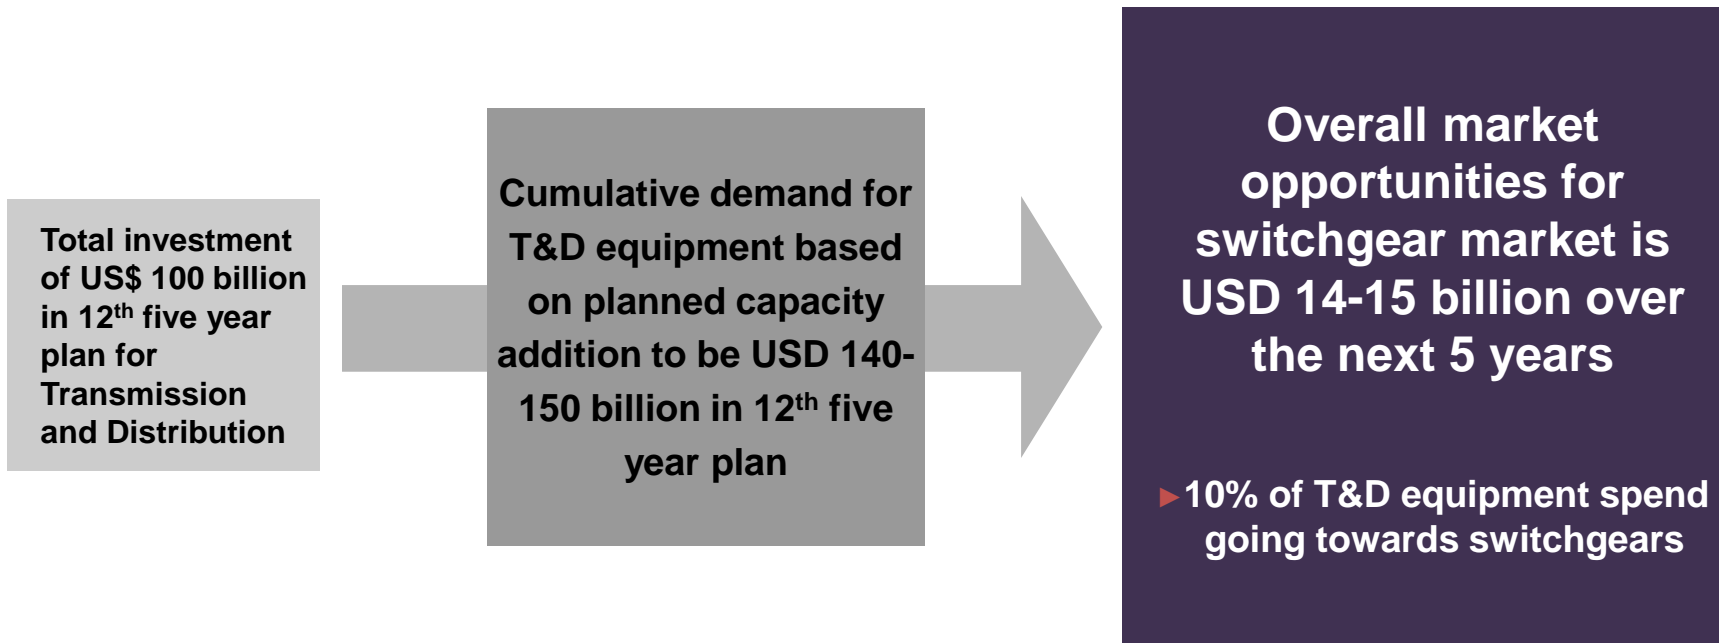 Total investment
of US$ 100 billion
in 12th five year
plan for
Transmission
and Distribution
Cumulative demand for
T&D equipment based
on planned capacity
addition to be USD 140-
150 billion in 12th five
year plan
Overall market
opportunities for
switchgear market is
USD 14-15 billion over
the next 5 years
►10% of T&D equipment spend
going towards switchgears